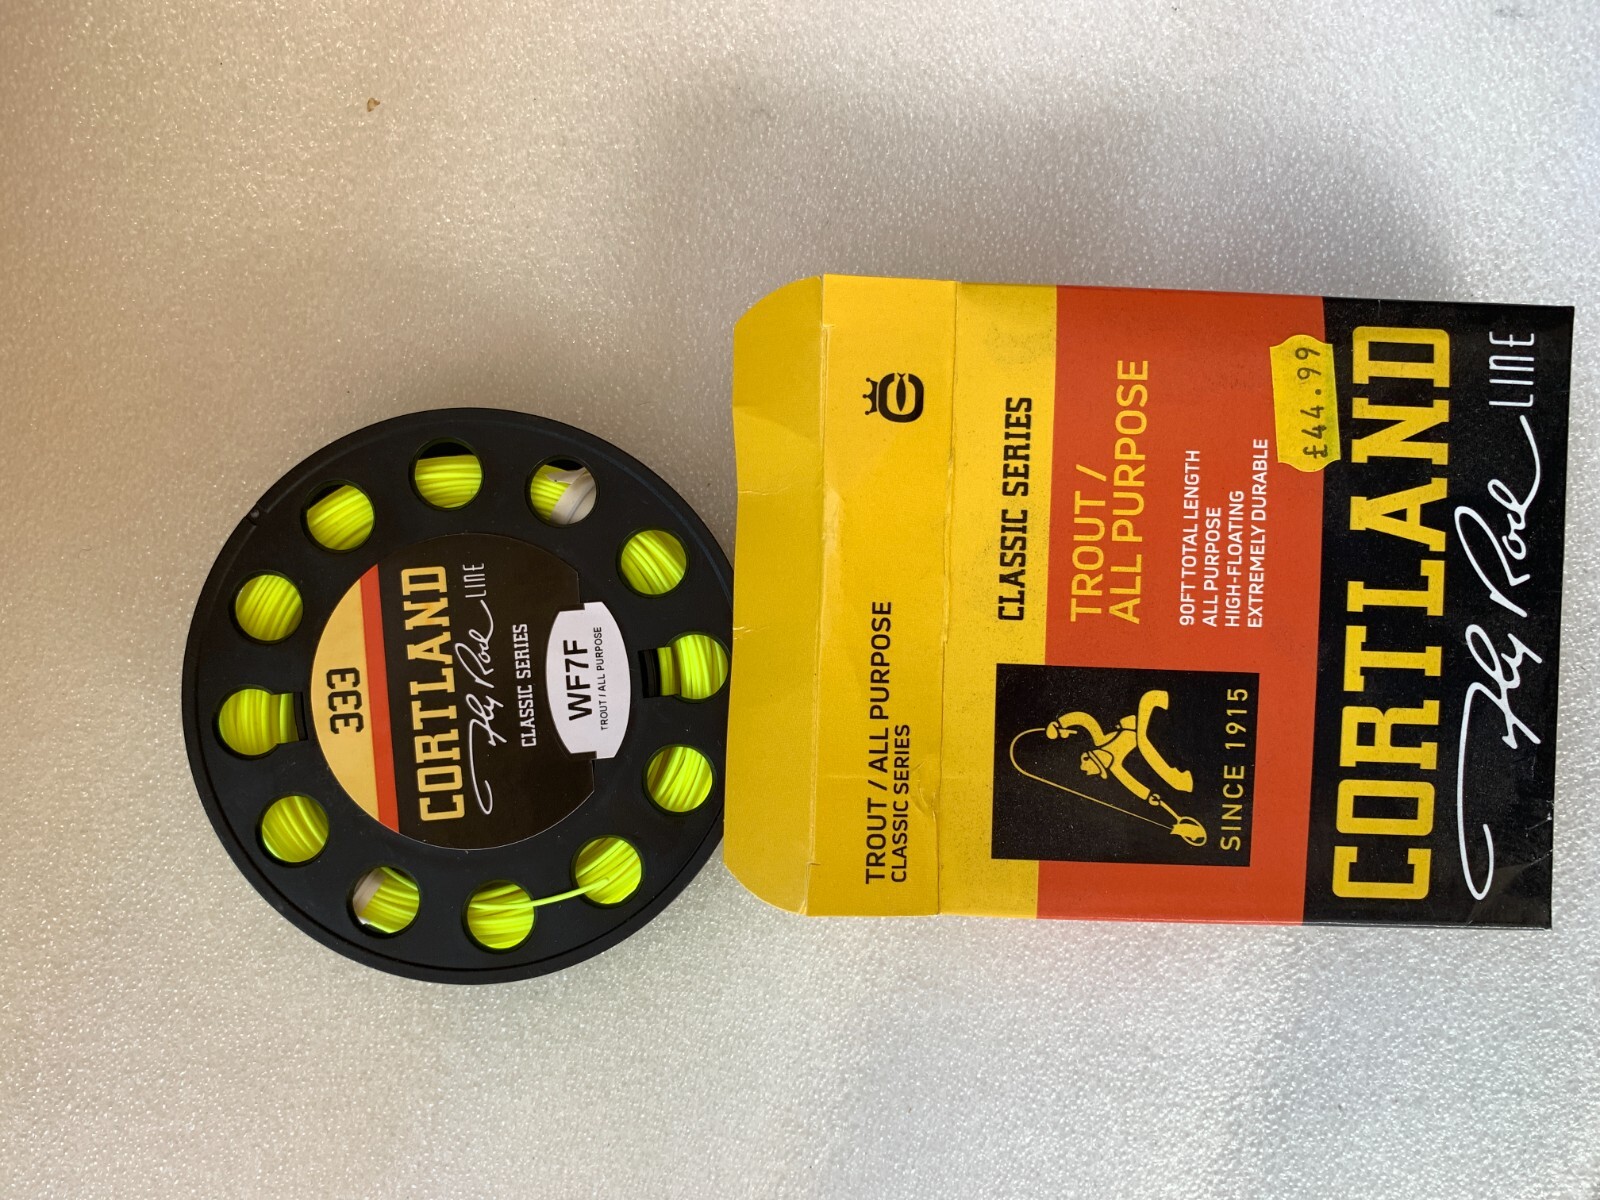 333
CORTLAND
Fly Rod LINE
CLASSIC SERIES
WF7F
TROUT / ALL PURPOSE
TROUT / ALL PURPOSE
CLASSIC SERIES
CLASSIC SERIES
TROUT /
ALL PURPOSE
90FT TOTAL LENGTH
ALL PURPOSE
HIGH-FLOATING
EXTREMELY DURABLE
SINCE 1915
£44.99
CORTLAND
Fly Rod LINE